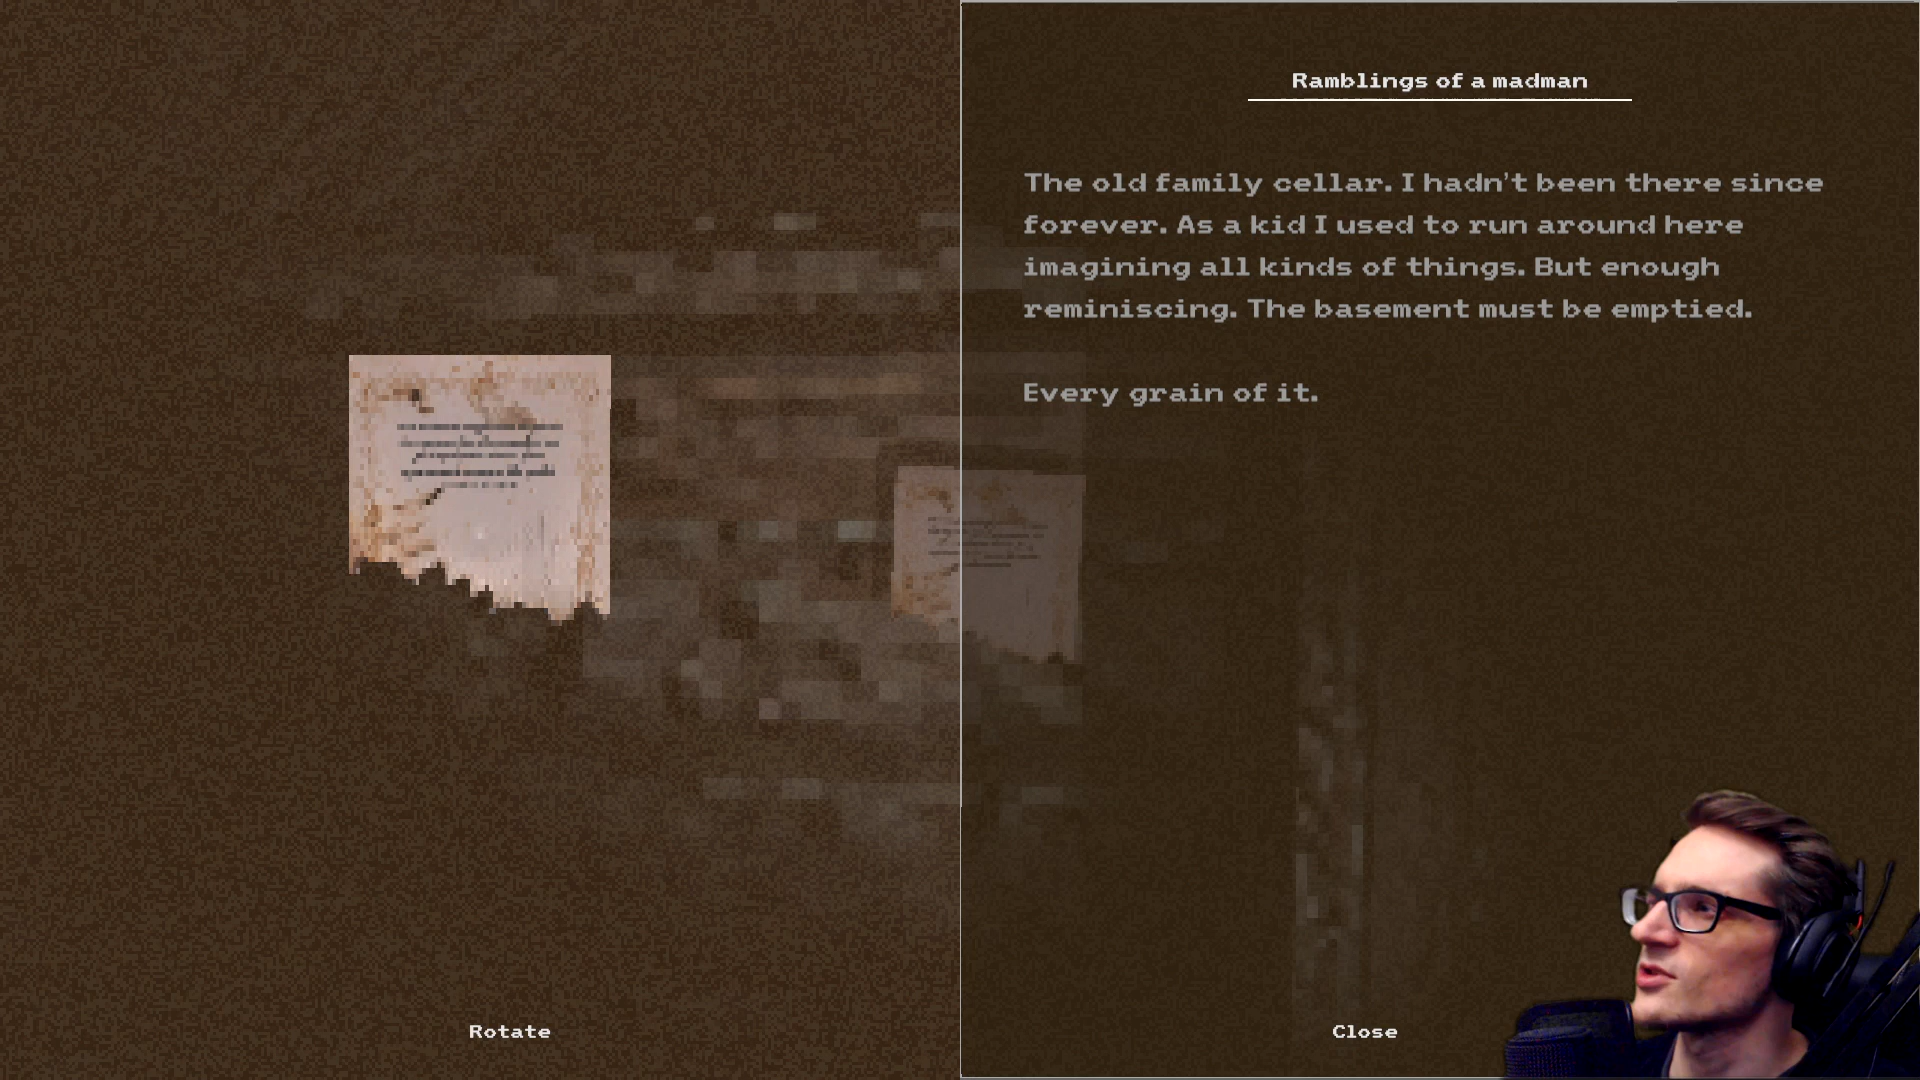 Ramblings of a madman
The old family cellar. I hadn't been there since
forever. As a kid I used to run around here
imagining all kinds of things. But enough
reminiscing. The basement must be emptied.
Every grain of it.
Rotate
Close